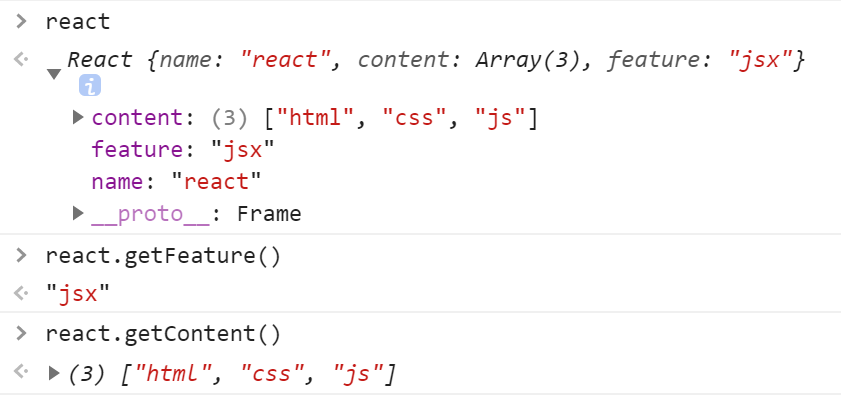 > react
<· ▼ React {name: "react", content: Array(3), feature: "jsx"}
i
▶ content: (3) ["html", "css", "js"]
feature: "jsx"
name: "react"
▶ __proto__: Frame
> react.getFeature()
<· "jsx"
> react.getContent()
<· ▶ (3) ["html", "css", "js"]